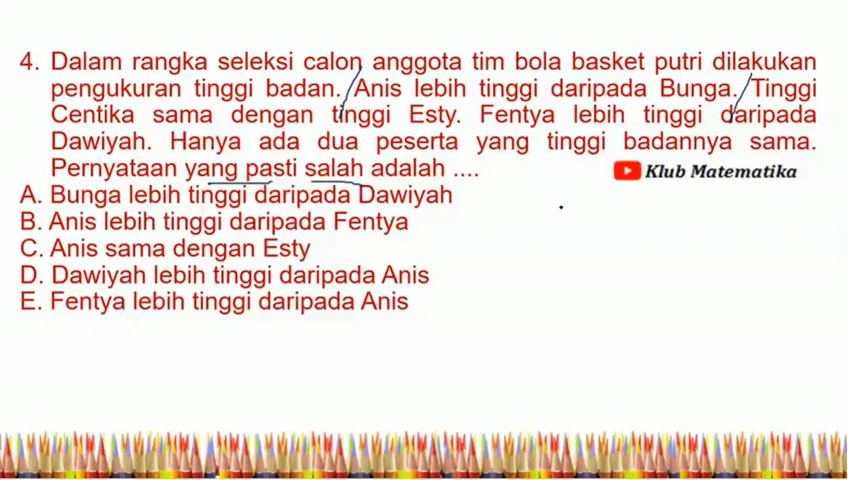 4. Dalam rangka seleksi calon anggota tim bola basket putri dilakukan
pengukuran tinggi badan. Anis lebih tinggi daripada Bunga. Tinggi
Centika sama dengan tinggi Esty. Fentya lebih tinggi daripada
Dawiyah. Hanya ada dua peserta yang tinggi badannya sama.
Pernyataan yang pasti salah adalah ....
Klub Matematika
A. Bunga lebih tinggi daripada Dawiyah
B. Anis lebih tinggi daripada Fentya
C. Anis sama dengan Esty
D. Dawiyah lebih tinggi daripada Anis
E. Fentya lebih tinggi daripada Anis